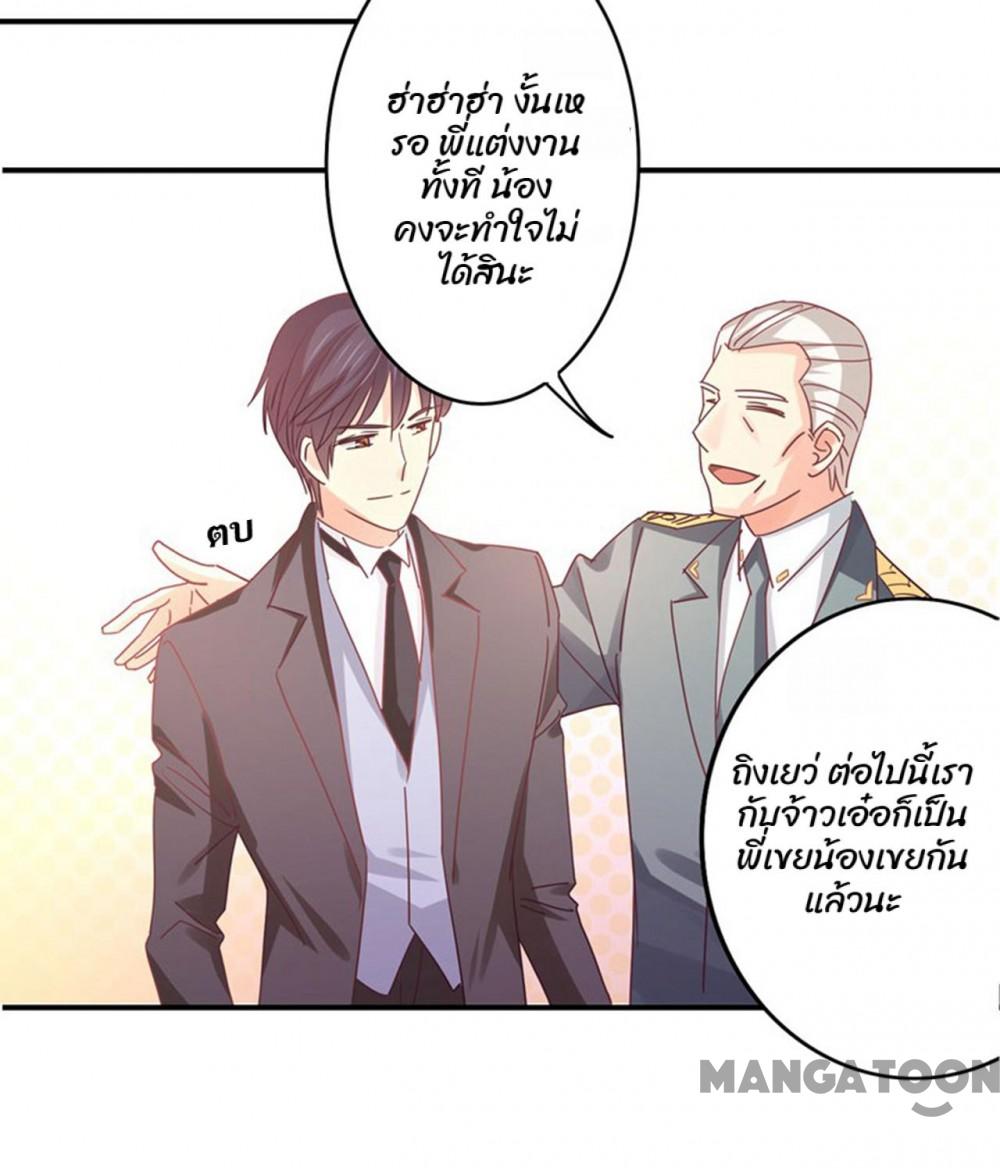 ฮ่าฮ่าฮ่า งั้นเห
รอ พี่แต่งงาน
ทั้งที น้อง
คงจะทำใจไม่
ได้สินะ
ตบ
ถิงเยว่ ต่อไปนี้เรา
กับจ้าวเอ๋อก็เป็น
พี่เขยน้องเขยกัน
แล้วนะ
MANGATOON